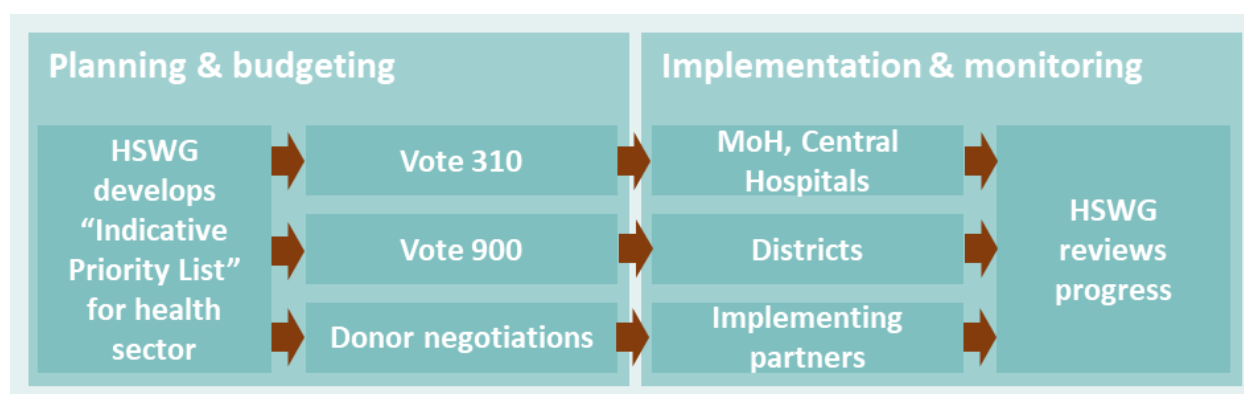 Planning & budgeting
HSWG
develops
“Indicative
Priority List”
for health
sector
Vote 310
Vote 900
Donor negotiations
Implementation & monitoring
MoH, Central
Hospitals
Districts
Implementing
partners
HSWG
reviews
progress